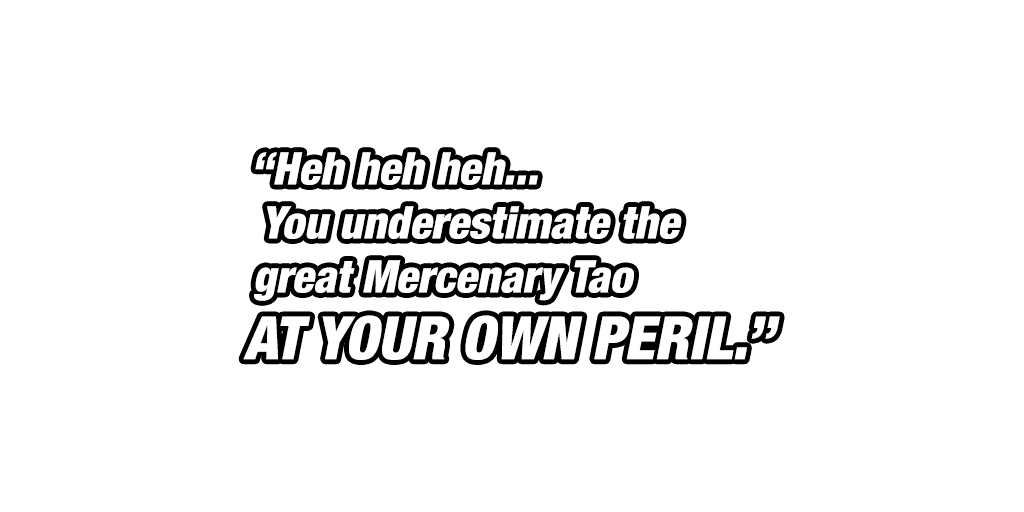 “Heh heh heh...
You underestimate the
great Mercenary Tao
AT YOUR OWN PERIL.”